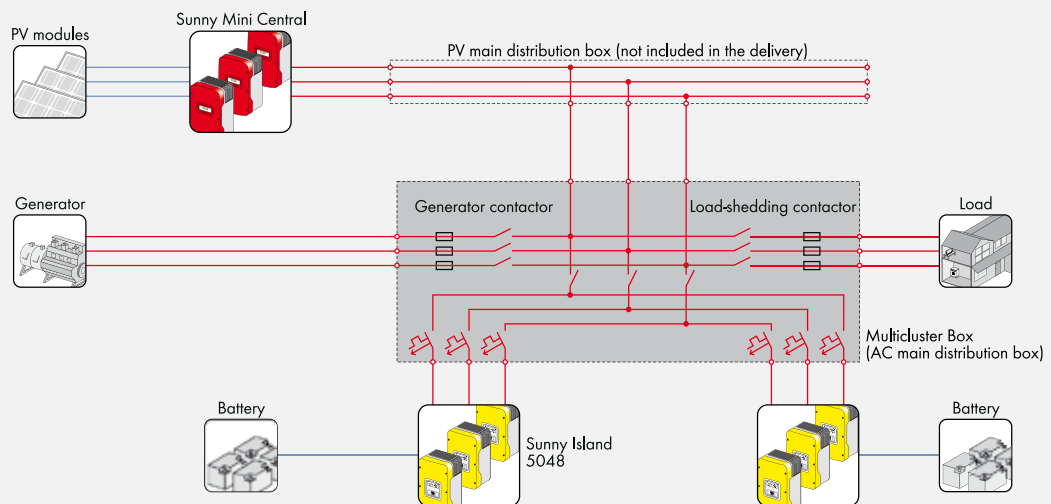 Sunny Mini Central
PV modules
PV main distribution box (not included in the delivery)
Generator
Generator contactor
Load-shedding contactor
Load
Multicluster Box
(AC main distribution box)
Battery
Sunny Island
5048
Battery